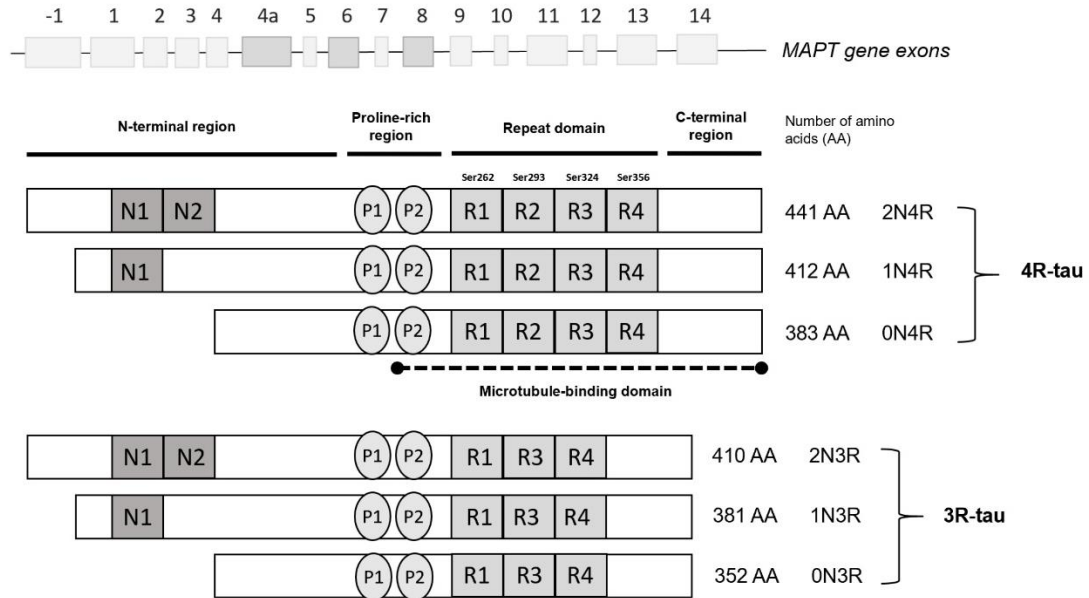 -1 1 2 3 4 4a 5 6 7 8 9 10 11 12 13 14
MAPT gene exons
N-terminal region
Proline-rich
region
Repeat domain
C-terminal
region
Number of amino
acids (AA)
Ser262 Ser293 Ser324 Ser356
N1 N2 P1 P2 R1 R2 R3 R4 441 AA 2N4R
N1 P1 P2 R1 R2 R3 R4 412 AA 1N4R
4R-tau
P1 P2 R1 R2 R3 R4 383 AA 0N4R
Microtubule-binding domain
N1 N2 P1 P2 R1 R3 R4 410 AA 2N3R
N1 P1 P2 R1 R3 R4 381 AA 1N3R
3R-tau
P1 P2 R1 R3 R4 352 AA 0N3R